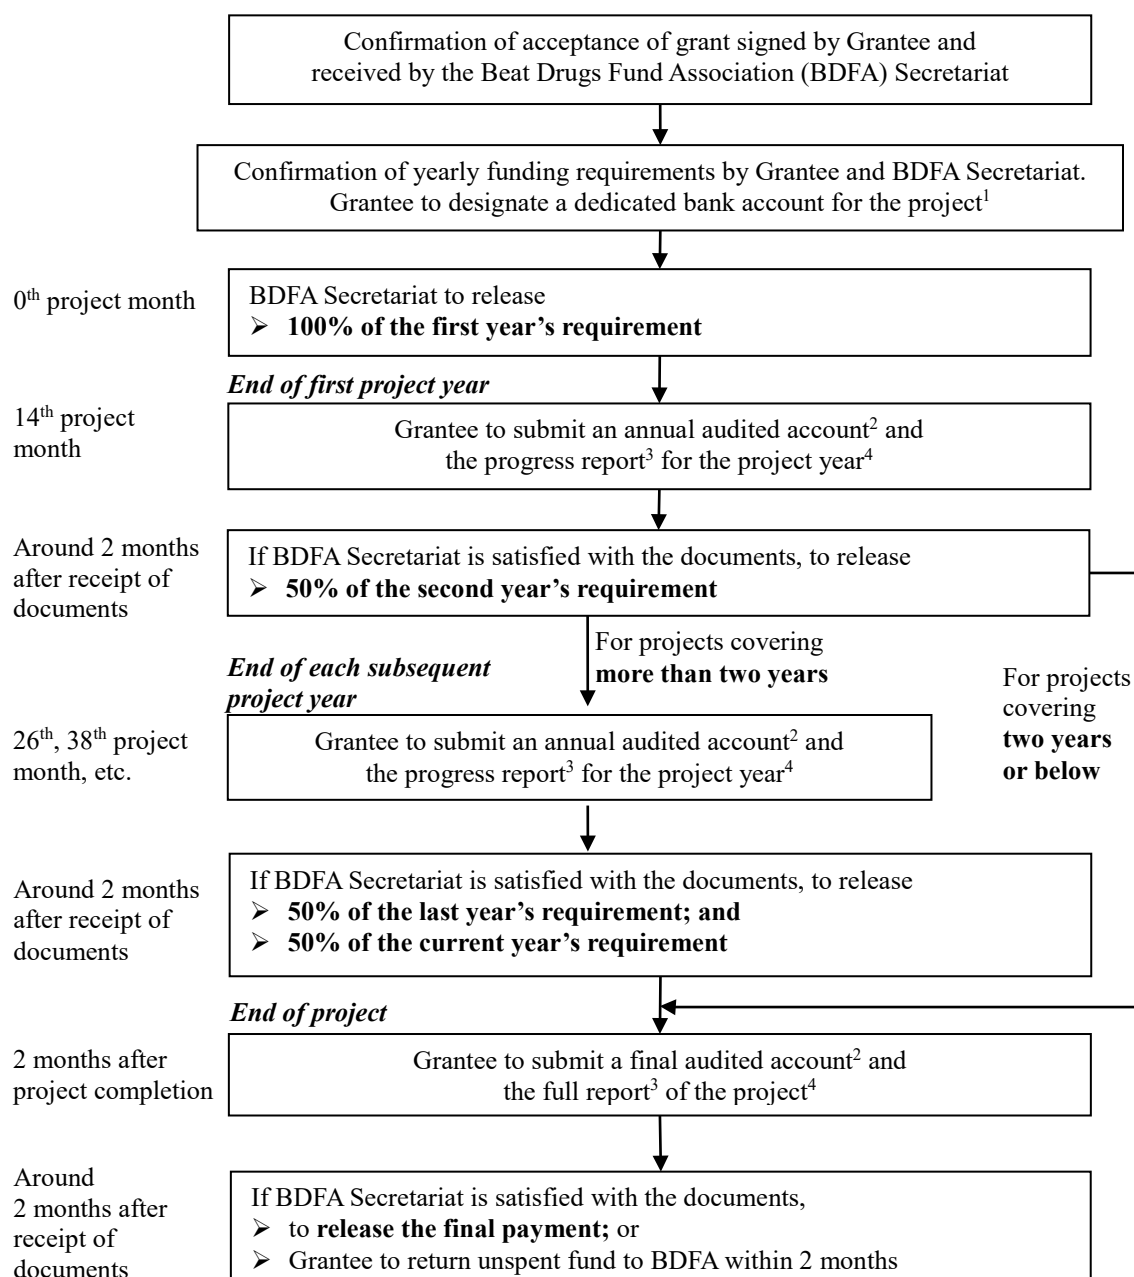 Confirmation of acceptance of grant signed by Grantee and
received by the Beat Drugs Fund Association (BDFA) Secretariat
Confirmation of yearly funding requirements by Grantee and BDFA Secretariat.
Grantee to designate a dedicated bank account for the project¹
0th project month
BDFA Secretariat to release
➢ 100% of the first year’s requirement
End of first project year
14th project
month
Grantee to submit an annual audited account² and
the progress report³ for the project year⁴
Around 2 months
after receipt of
documents
If BDFA Secretariat is satisfied with the documents, to release
➢ 50% of the second year’s requirement
For projects covering
more than two years
For projects
covering
two years
or below
End of each subsequent
project year
26th, 38th project
month, etc.
Grantee to submit an annual audited account² and
the progress report³ for the project year⁴
Around 2 months
after receipt of
documents
If BDFA Secretariat is satisfied with the documents, to release
➢ 50% of the last year’s requirement; and
➢ 50% of the current year’s requirement
End of project
2 months after
project completion
Grantee to submit a final audited account² and
the full report³ of the project⁴
Around
2 months after
receipt of
documents
If BDFA Secretariat is satisfied with the documents,
➢ to release the final payment; or
➢ Grantee to return unspent fund to BDFA within 2 months